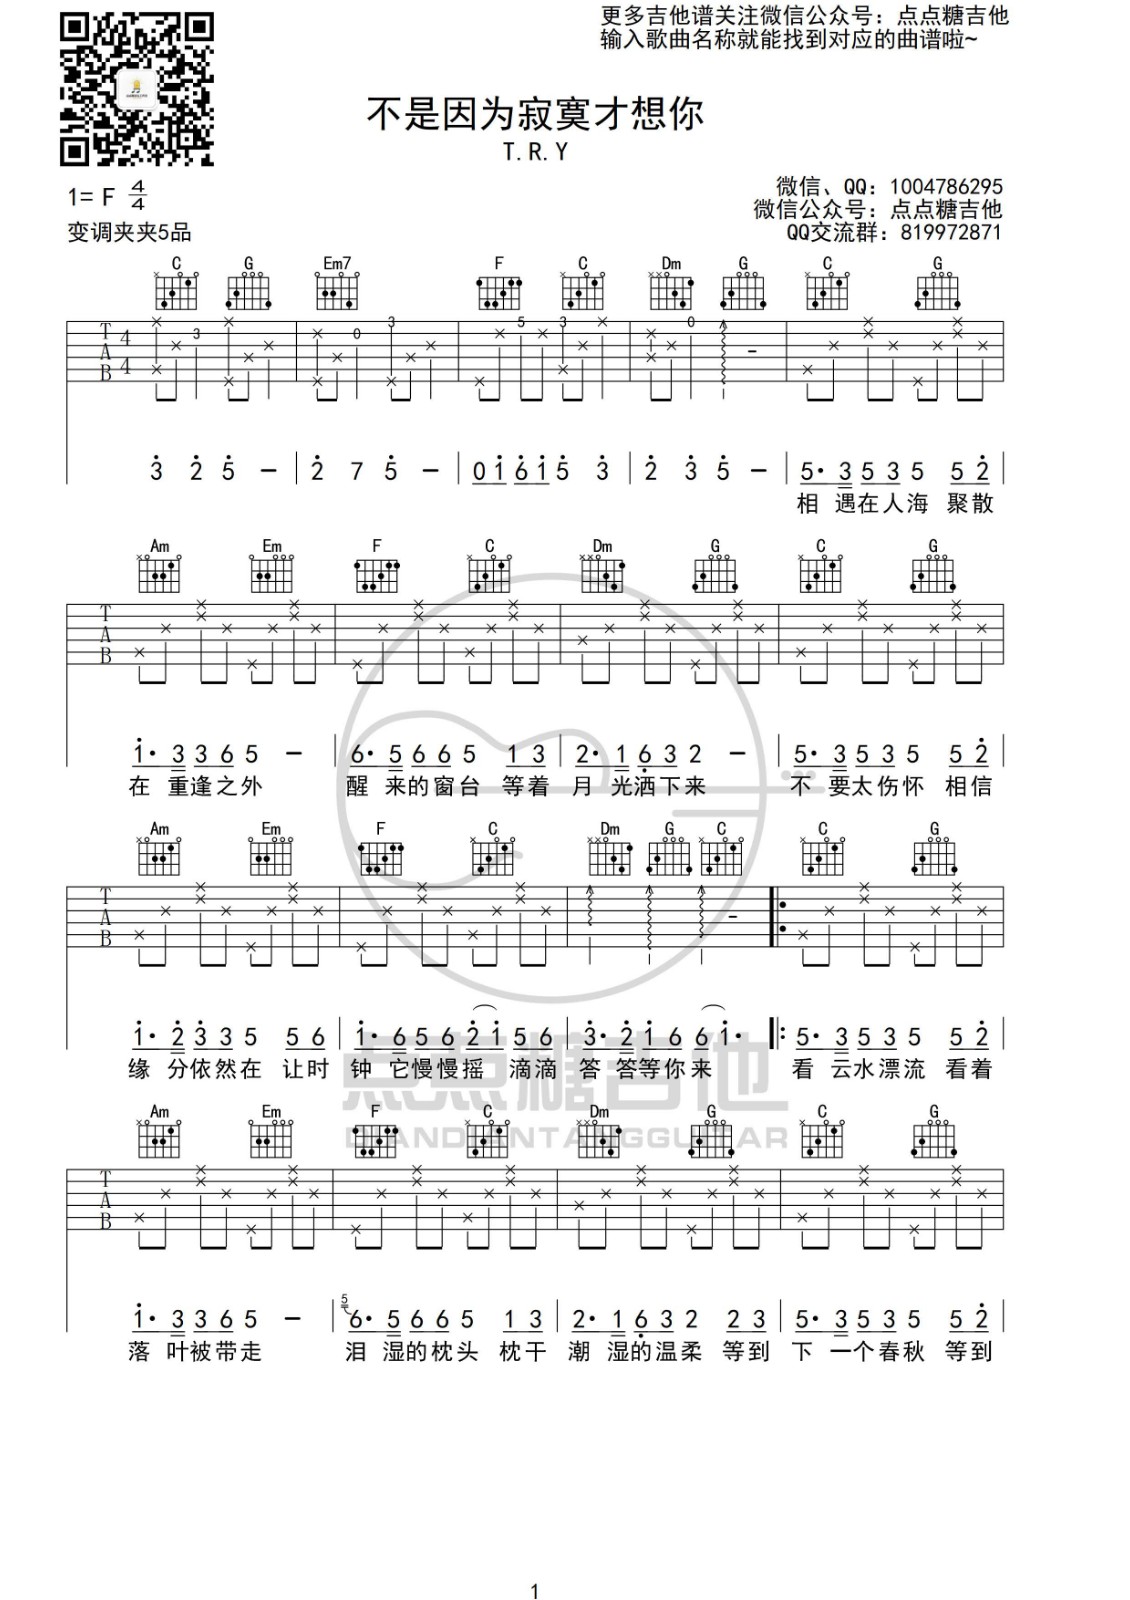 更多吉他谱关注微信公众号：点点糖吉他
输入歌曲名称就能找到对应的曲谱啦~
不是因为寂寞才想你
T.R.Y
1= F 4/4
变调夹夹5品
微信、QQ：1004786295
微信公众号：点点糖吉他
QQ交流群：819972871
C G Em7 F C Dm G C G
T A B 4 4 3 0 3 5 3 0 -
3 2 5 - 2 7 5 - 0 1 6 1 5 3 2 3 5 - 5· 3 5 3 5 5 2
相 遇在人海 聚散
Am Em F C Dm G C G
T A B
1· 3 3 6 5 - 6· 5 6 6 5 1 3 2· 1 6 3 2 - 5· 3 5 3 5 5 2
在 重逢之外 醒 来的窗台 等着 月 光洒下来 不 要太伤怀 相信
Am Em F C Dm G C C G
T A B -
1· 2 3 3 5 5 6 1· 6 5 6 2 1 5 6 3· 2 1 6 6 1· 5· 3 5 3 5 5 2
缘 分依然在 让时 钟 它慢慢摇 滴滴 答 答等你来 看 云水漂流 看着
点点糖吉他
DIANDIANTANGGUITAR
Am Em F C Dm G C G
T A B
1· 3 3 6 5 - 5 6· 5 6 6 5 1 3 2· 1 6 3 2 2 3 5· 3 5 3 5 5 2
落 叶被带走 泪 湿的枕头 枕干 潮 湿的温柔 等到 下 一个春秋 等到
1